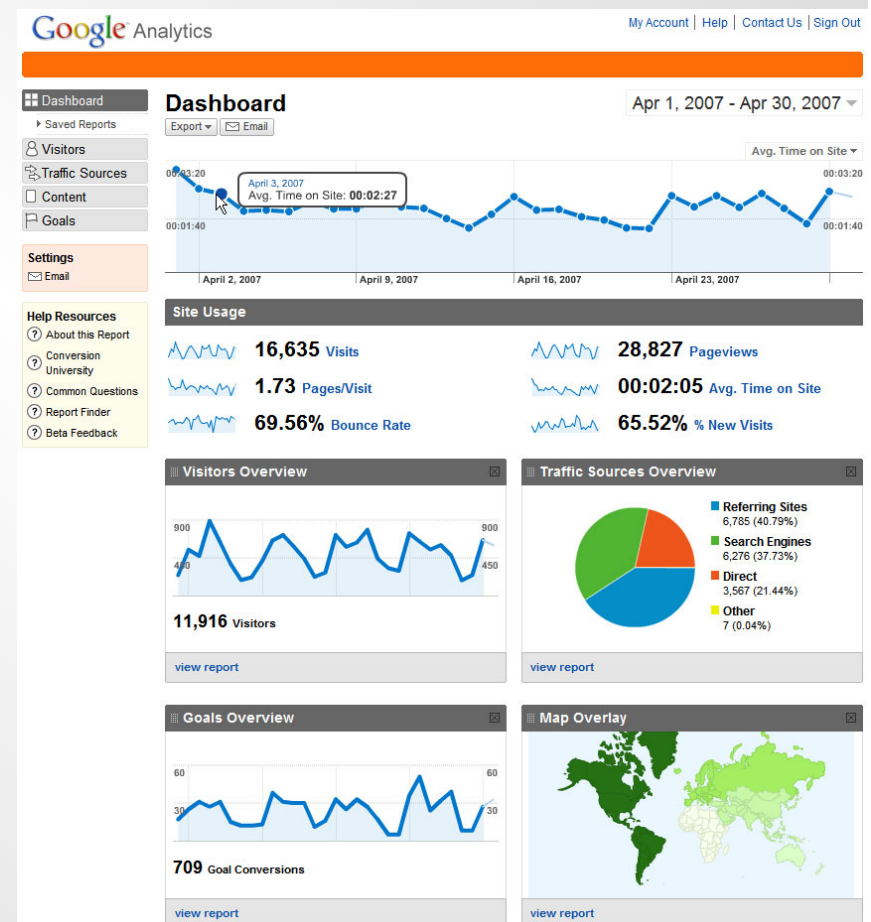 Google Analytics
My Account | Help | Contact Us | Sign Out
Dashboard
Saved Reports
Visitors
Traffic Sources
Content
Goals
Settings
Email
Help Resources
About this Report
Conversion
University
Common Questions
Report Finder
Beta Feedback
Dashboard
Apr 1, 2007 - Apr 30, 2007
Export
Email
Avg. Time on Site
00:03:20
00:03:20
April 3, 2007
Avg. Time on Site: 00:02:27
00:01:40
00:01:40
April 2, 2007
April 9, 2007
April 16, 2007
April 23, 2007
Site Usage
16,635 Visits
28,827 Pageviews
1.73 Pages/Visit
00:02:05 Avg. Time on Site
69.56% Bounce Rate
65.52% % New Visits
Visitors Overview
900
900
450
450
11,916 Visitors
view report
Traffic Sources Overview
Referring Sites
6,785 (40.79%)
Search Engines
6,276 (37.73%)
Direct
3,567 (21.44%)
Other
7 (0.04%)
view report
Goals Overview
60
60
30
30
709 Goal Conversions
view report
Map Overlay
view report